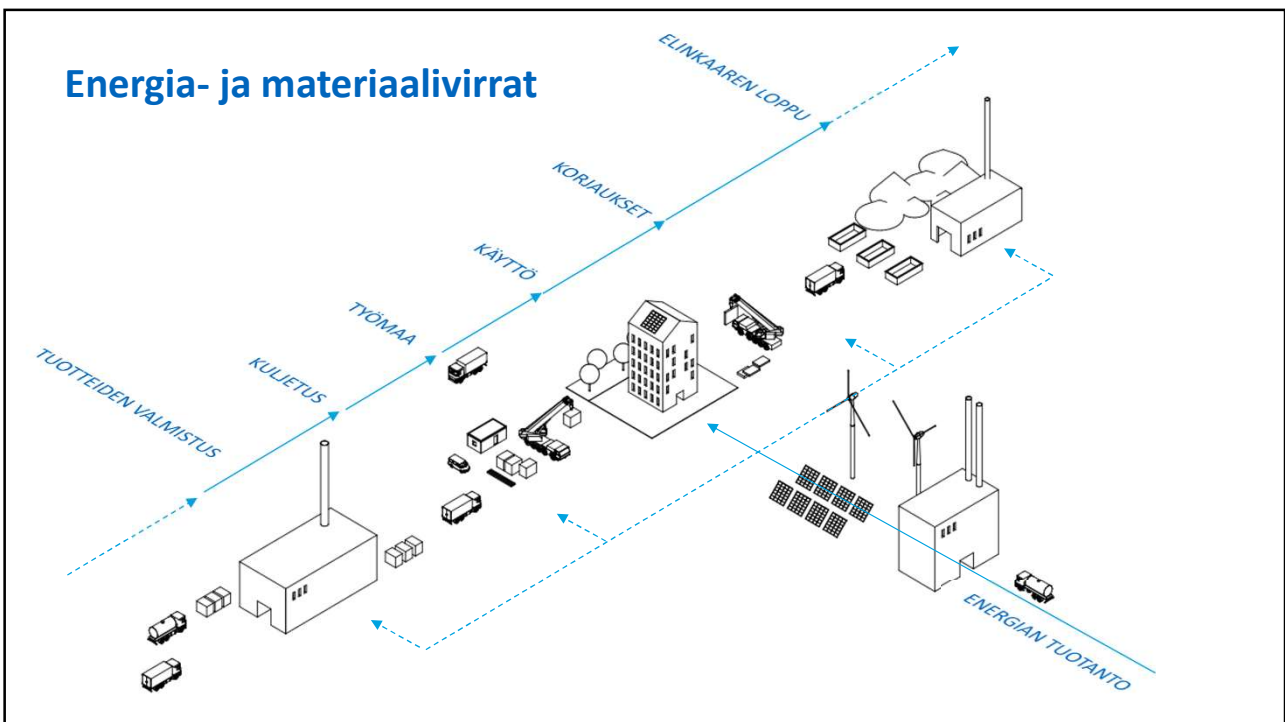 Energia- ja materiaalivirrat
TUOTTEIDEN VALMISTUS
KULJETUS
TYÖMAA
KÄYTTÖ
KORJAUKSET
ELINKAAREN LOPPU
ENERGIAN TUOTANTO